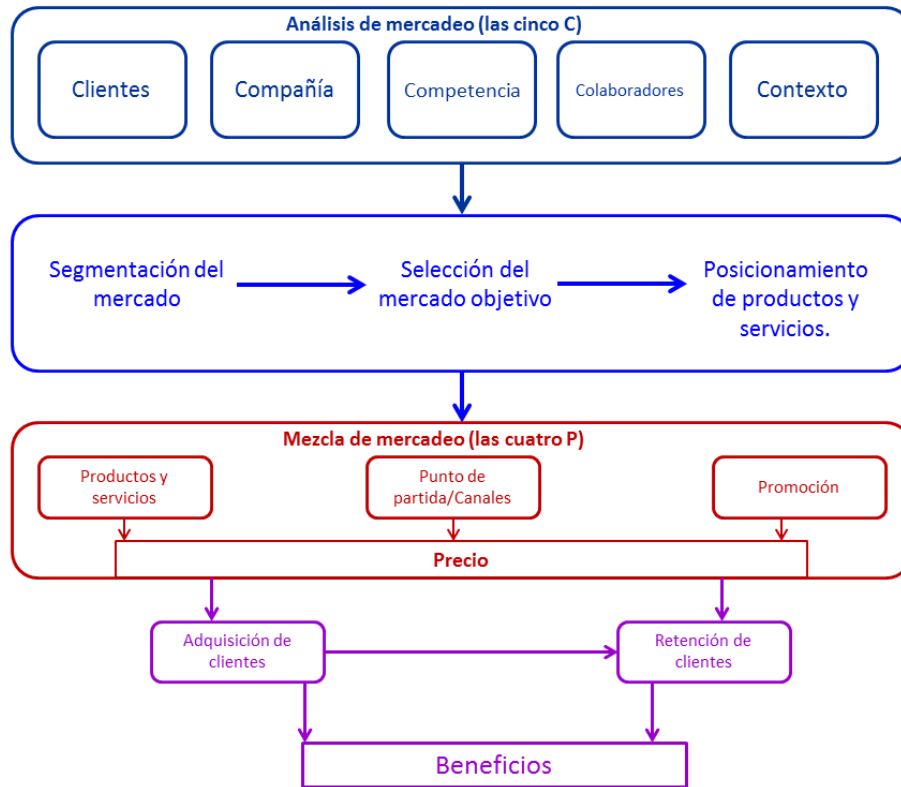 Análisis de mercadeo (las cinco C)
Clientes
Compañía
Competencia
Colaboradores
Contexto
Segmentación del
mercado
Selección del
mercado objetivo
Posicionamiento
de productos y
servicios.
Mezcla de mercadeo (las cuatro P)
Productos y
servicios
Punto de
partida/Canales
Promoción
Precio
Adquisición de
clientes
Retención de
clientes
Beneficios